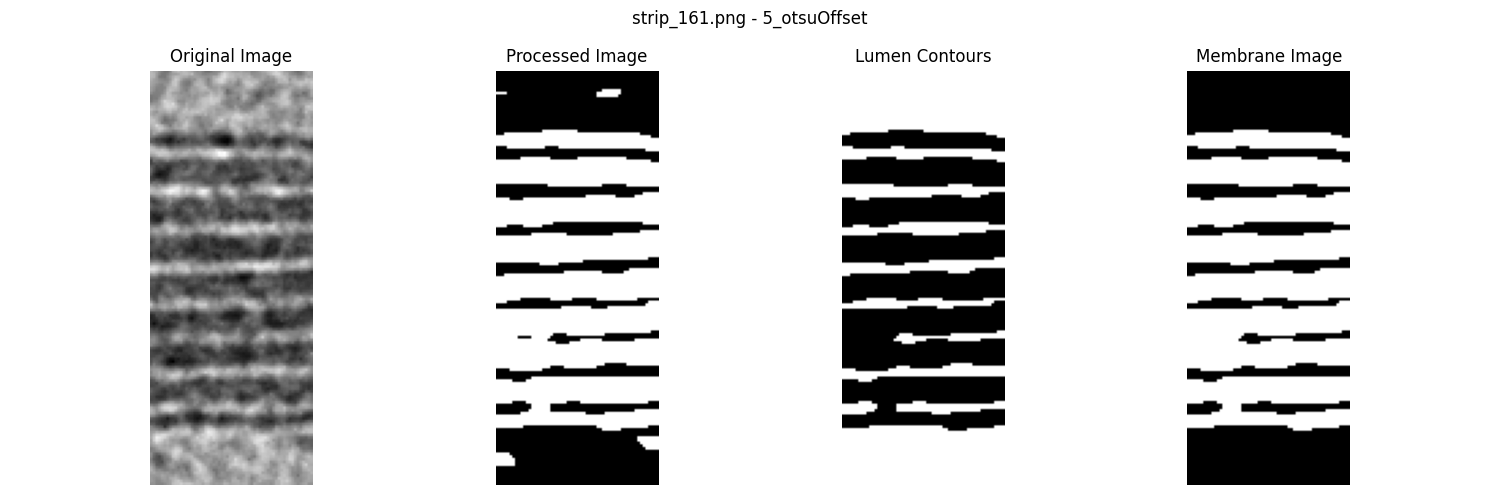 strip_161.png - 5_otsuOffset
Original Image
Processed Image
Lumen Contours
Membrane Image